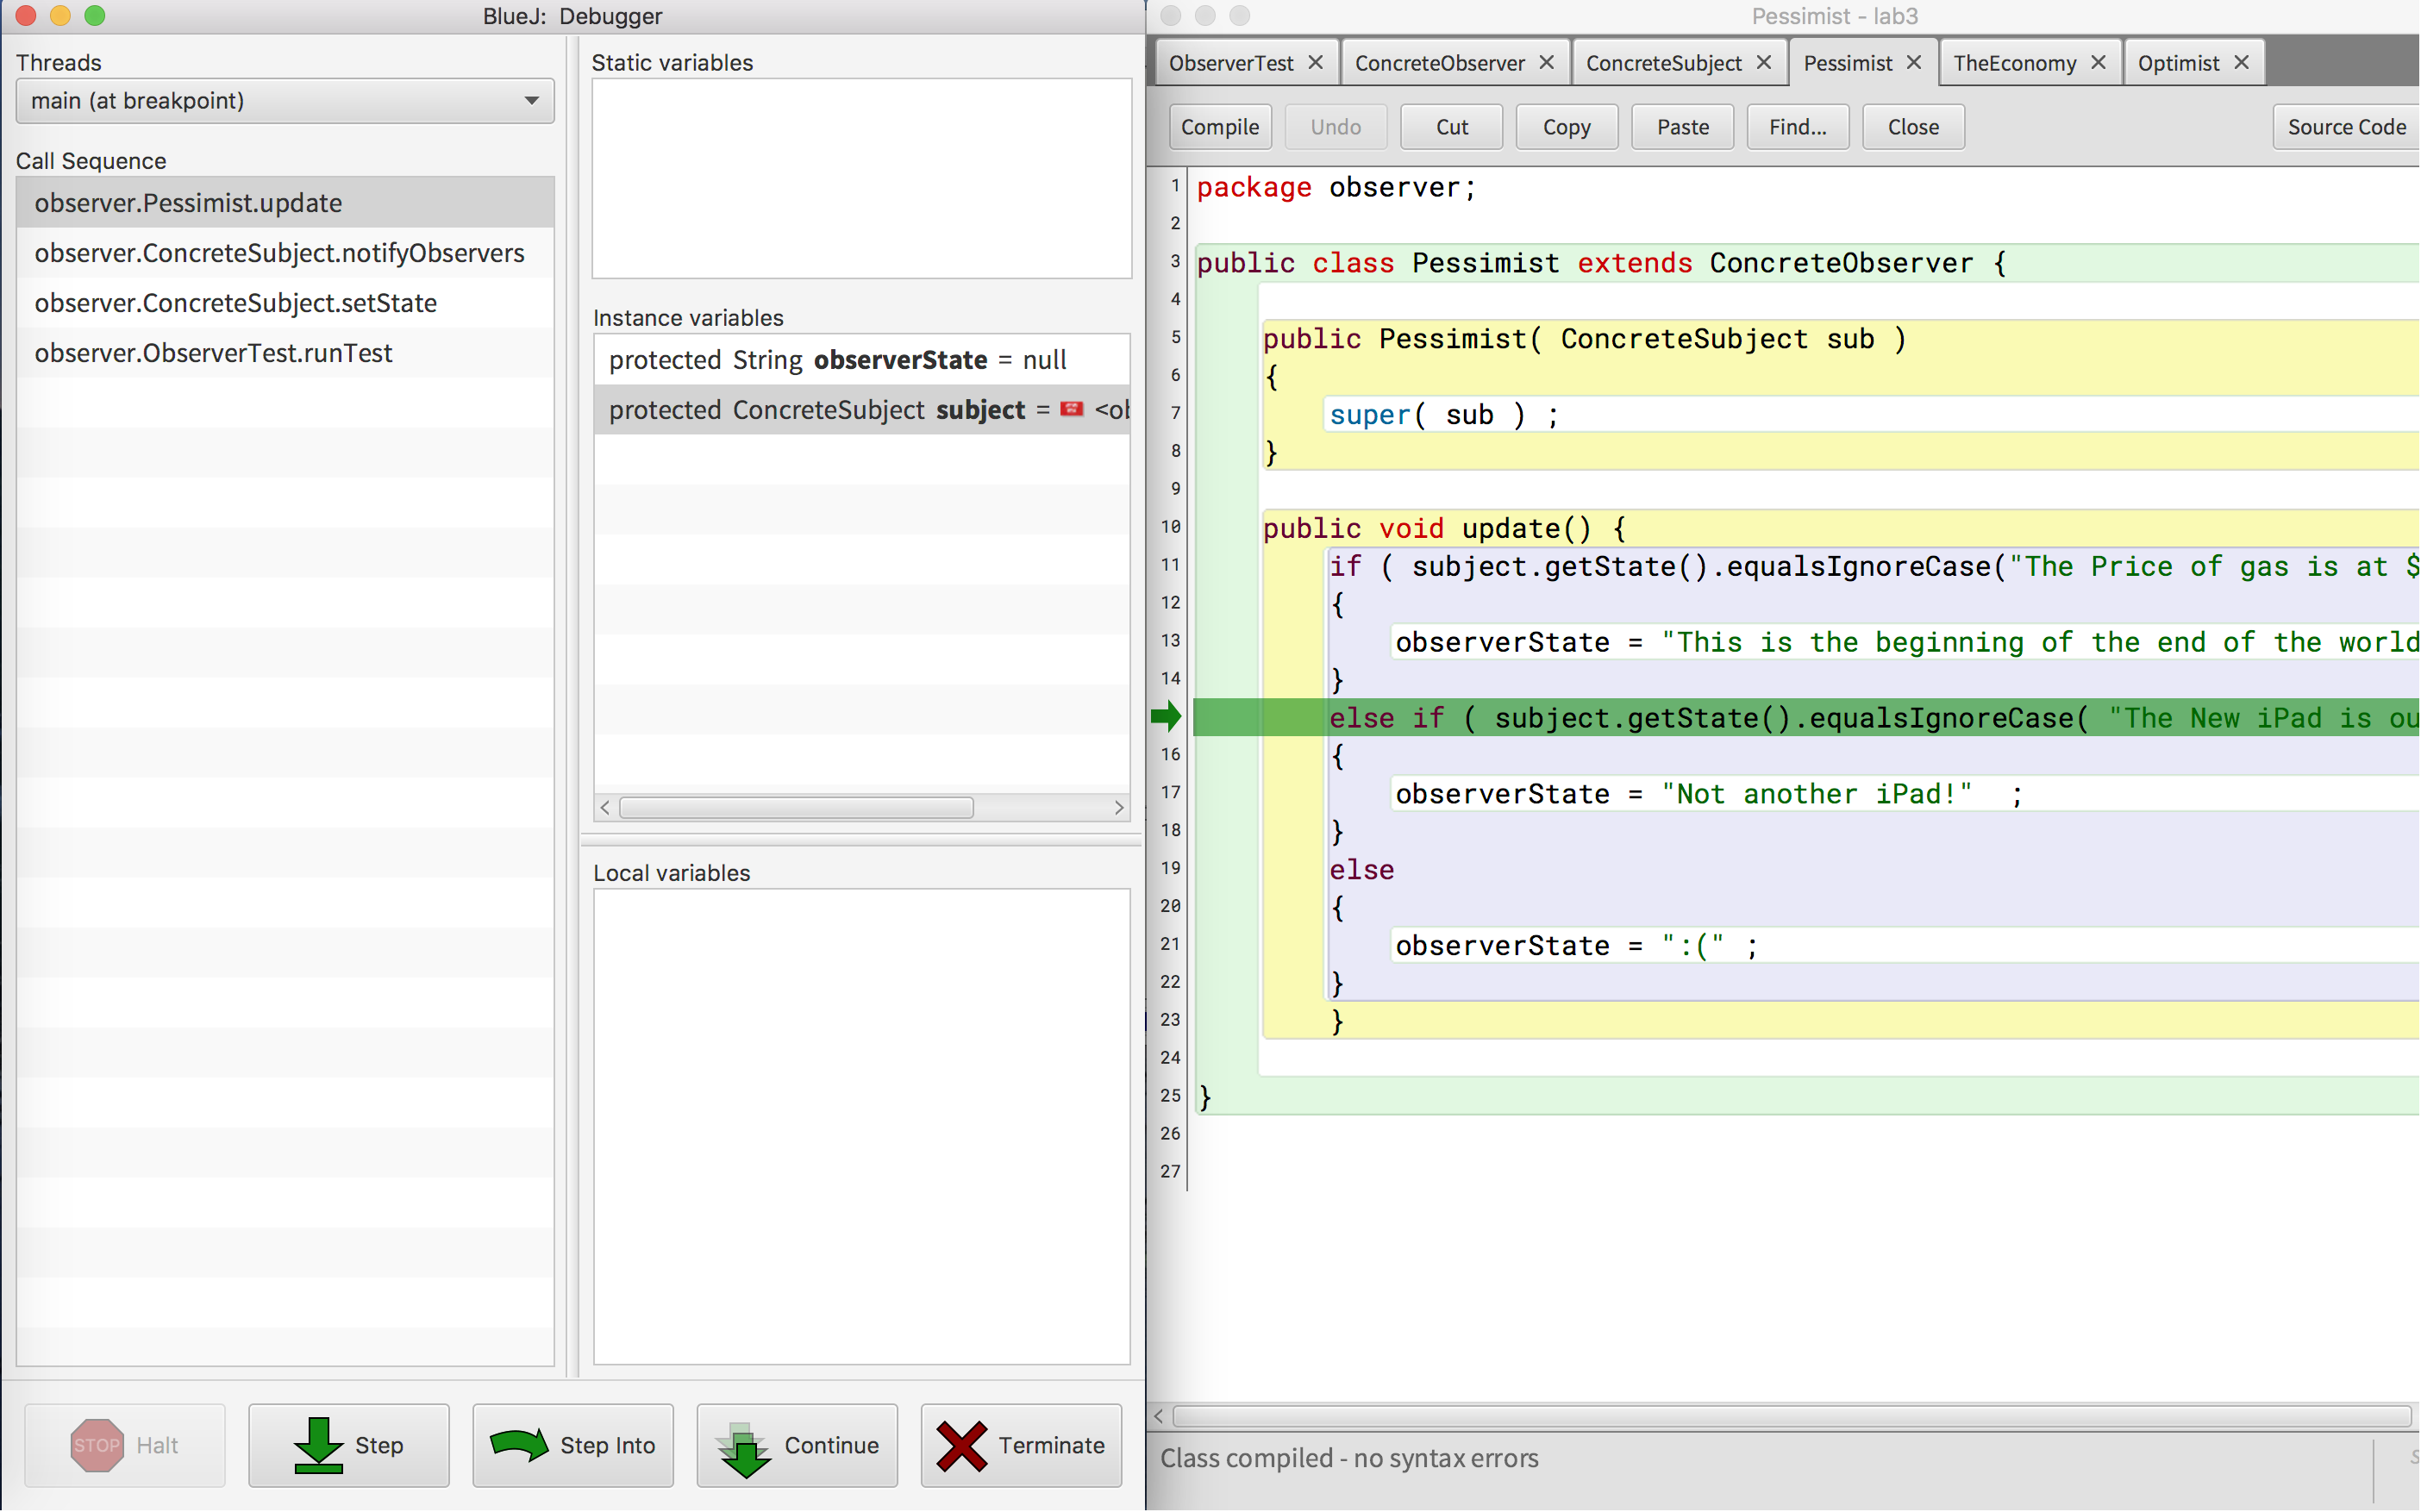 BlueJ: Debugger
Threads
main (at breakpoint)
Call Sequence
observer.Pessimist.update
observer.ConcreteSubject.notifyObservers
observer.ConcreteSubject.setState
observer.ObserverTest.runTest
Static variables
Instance variables
protected String observerState = null
protected ConcreteSubject subject = <ob
Local variables
STOP Halt
Step
Step Into
Continue
Terminate
Pessimist - lab3
ObserverTest ConcreteObserver ConcreteSubject Pessimist TheEconomy Optimist
Compile Undo Cut Copy Paste Find... Close Source Code
1 package observer;
2
3 public class Pessimist extends ConcreteObserver {
4
5 public Pessimist( ConcreteSubject sub )
6 {
7 super( sub ) ;
8 }
9
10 public void update() {
11 if ( subject.getState().equalsIgnoreCase("The Price of gas is at $
12 {
13 observerState = "This is the beginning of the end of the world
14 }
else if ( subject.getState().equalsIgnoreCase( "The New iPad is ou
16 {
17 observerState = "Not another iPad!" ;
18 }
19 else
20 {
21 observerState = ":(" ;
22 }
23 }
24
25 }
26
27
Class compiled - no syntax errors